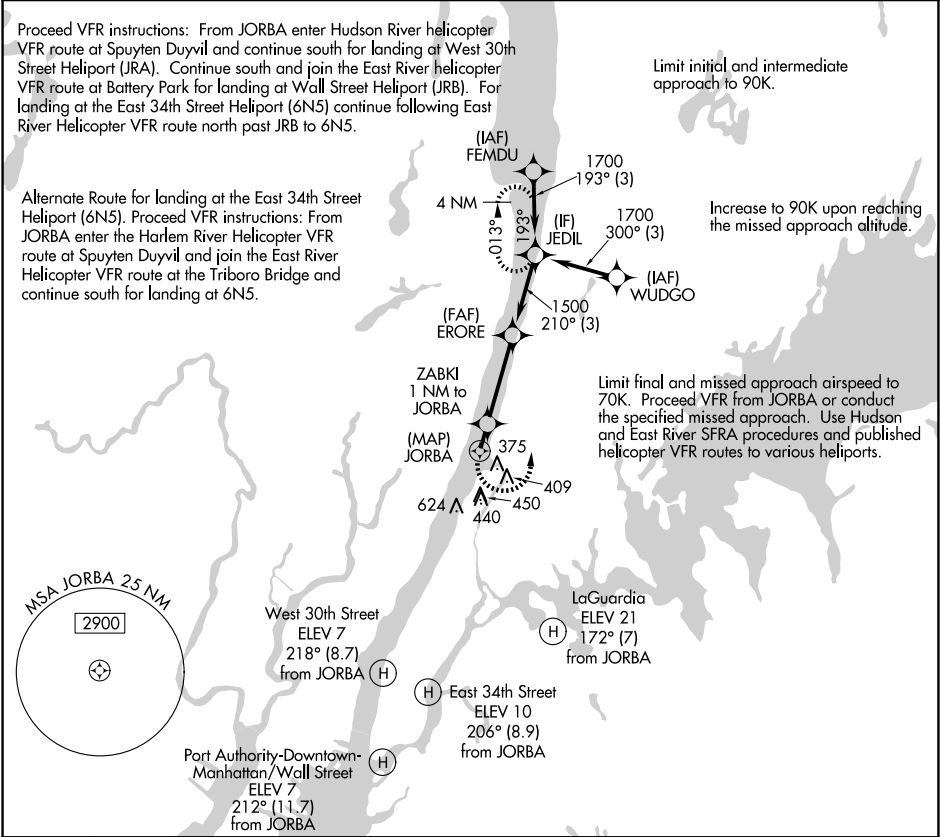 Proceed VFR instructions: From JORBA enter Hudson River helicopter
VFR route at Spuyten Duyvil and continue south for landing at West 30th
Street Heliport (JRA). Continue south and join the East River helicopter
VFR route at Battery Park for landing at Wall Street Heliport (JRB). For
landing at the East 34th Street Heliport (6N5) continue following East
River Helicopter VFR route north past JRB to 6N5.
Limit initial and intermediate
approach to 90K.
(IAF)
FEMDU
1700
193° (3)
Alternate Route for landing at the East 34th Street
Heliport (6N5). Proceed VFR instructions: From
JORBA enter the Harlem River Helicopter VFR
route at Spuyten Duyvil and join the East River
Helicopter VFR route at the Triboro Bridge and
continue south for landing at 6N5.
4 NM
013°
193°
(IF)
JEDIL
1700
300° (3)
Increase to 90K upon reaching
the missed approach altitude.
(IAF)
WUDGO
1500
210° (3)
(FAF)
ERORE
ZABKI
1 NM to
JORBA
(MAP)
JORBA
Limit final and missed approach airspeed to
70K. Proceed VFR from JORBA or conduct
the specified missed approach. Use Hudson
and East River SFRA procedures and published
helicopter VFR routes to various heliports.
375
409
450
440
624
MSA JORBA 25 NM
2900
West 30th Street
ELEV 7
218° (8.7)
from JORBA
H
LaGuardia
ELEV 21
172° (7)
from JORBA
H
H
East 34th Street
ELEV 10
206° (8.9)
from JORBA
Port Authority-Downtown-
Manhattan/Wall Street
ELEV 7
212° (11.7)
from JORBA
H